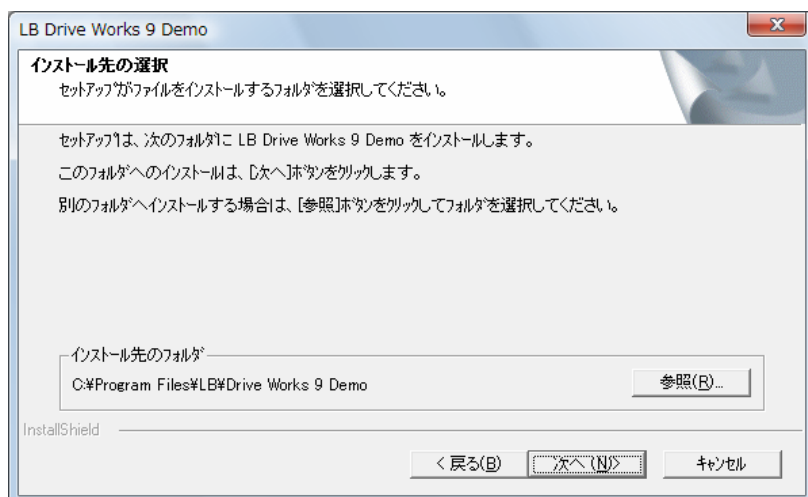 LB Drive Works 9 Demo
インストール先の選択
セットアップがファイルをインストールするフォルダを選択してください。
セットアップは、次のフォルダに LB Drive Works 9 Demo をインストールします。
このフォルダへのインストールは、[次へ]ボタンをクリックします。
別のフォルダへインストールする場合は、[参照]ボタンをクリックしてフォルダを選択してください。
インストール先のフォルダ
C:¥Program Files¥LB¥Drive Works 9 Demo
参照(R)...
InstallShield
< 戻る(B)
次へ (N)>
キャンセル